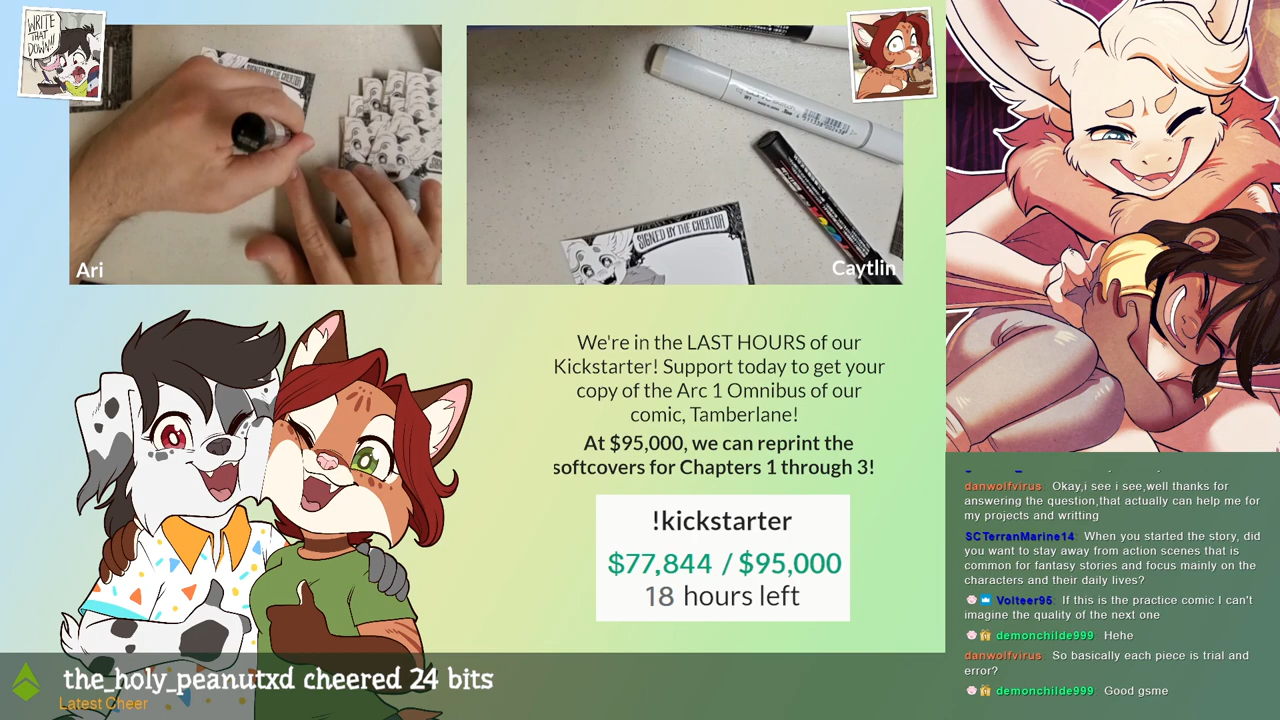 WRITE
THAT
DOWN!!!
SIGNED BY THE CREATOR
Ari
SIGNED BY THE CREATOR
Caytlin
We're in the LAST HOURS of our
Kickstarter! Support today to get your
copy of the Arc 1 Omnibus of our
comic, Tamberlane!
At $95,000, we can reprint the
softcovers for Chapters 1 through 3!
!kickstarter
$77,844 / $95,000
18 hours left
the_holy_peanutxd cheered 24 bits
Latest Cheer
danwolfvirus: Okay,i see i see,well thanks for
answering the question,that actually can help me for
my projects and writting
SCTerranMarine14: When you started the story, did
you want to stay away from action scenes that is
common for fantasy stories and focus mainly on the
characters and their daily lives?
Volteer95: If this is the practice comic I can't
imagine the quality of the next one
demonchilde999: Hehe
danwolfvirus: So basically each piece is trial and
error?
demonchilde999: Good gsme